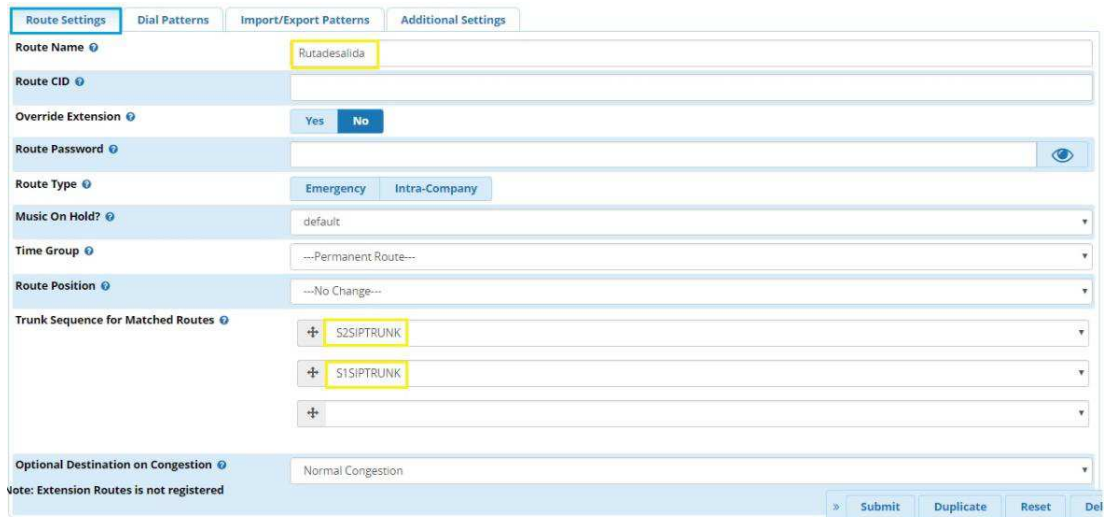 Route Settings Dial Patterns Import/Export Patterns Additional Settings
Route Name Rutadesalida
Route CID
Override Extension Yes No
Route Password
Route Type Emergency Intra-Company
Music On Hold? default
Time Group ---Permanent Route---
Route Position ---No Change---
Trunk Sequence for Matched Routes S2SIPTRUNK
S1SIPTRUNK
Optional Destination on Congestion Normal Congestion
Note: Extension Routes is not registered
» Submit Duplicate Reset Del